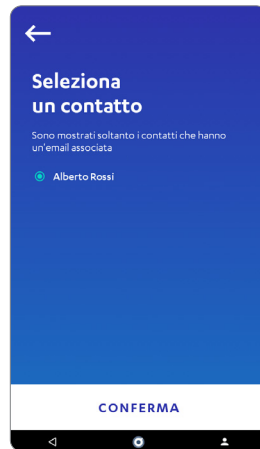 Seleziona
un contatto
Sono mostrati soltanto i contatti che hanno
un'email associata
Alberto Rossi
CONFERMA